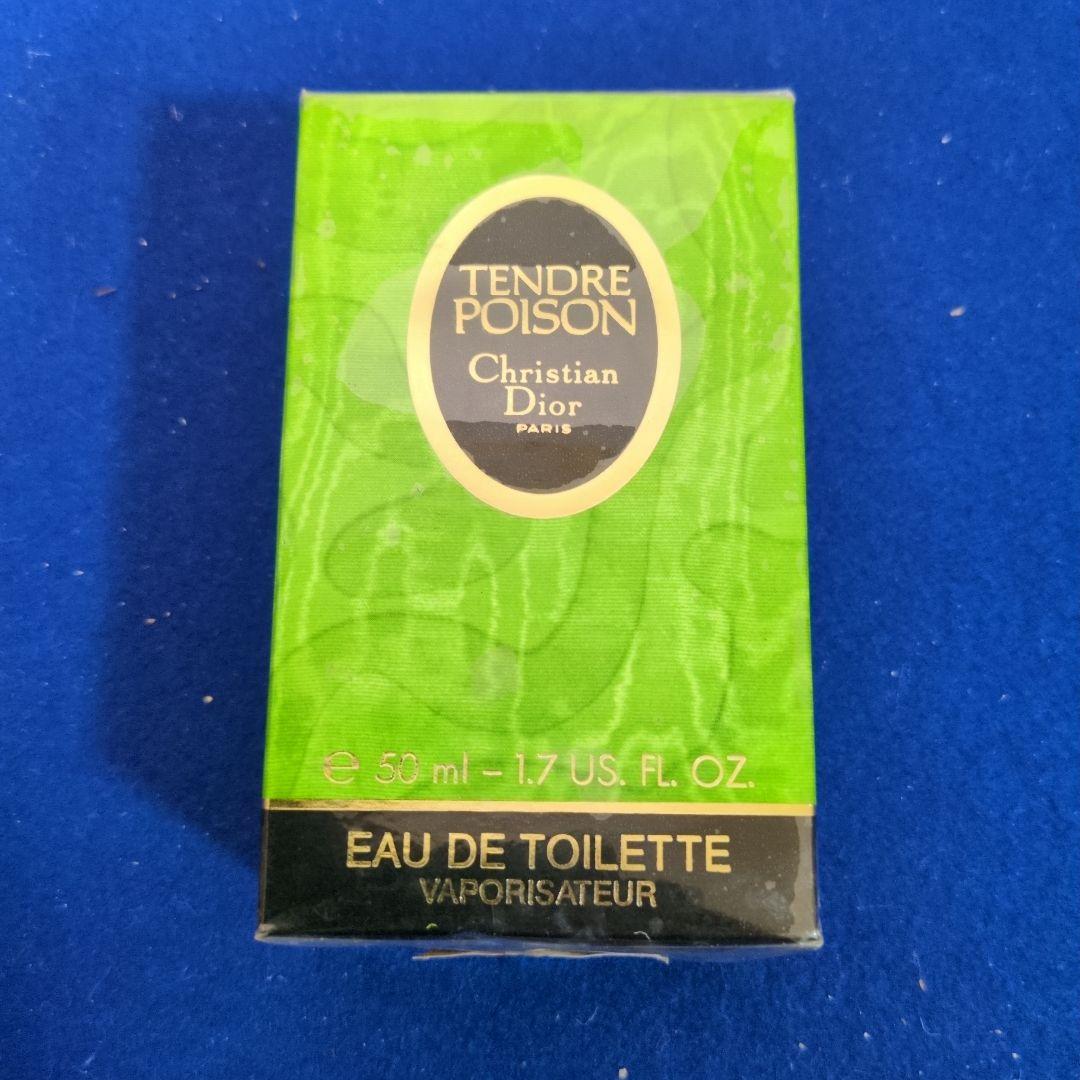 TENDRE
POISON
Christian
Dior
PARIS
℮ 50 ml – 1.7 US. FL. OZ.
EAU DE TOILETTE
VAPORISATEUR